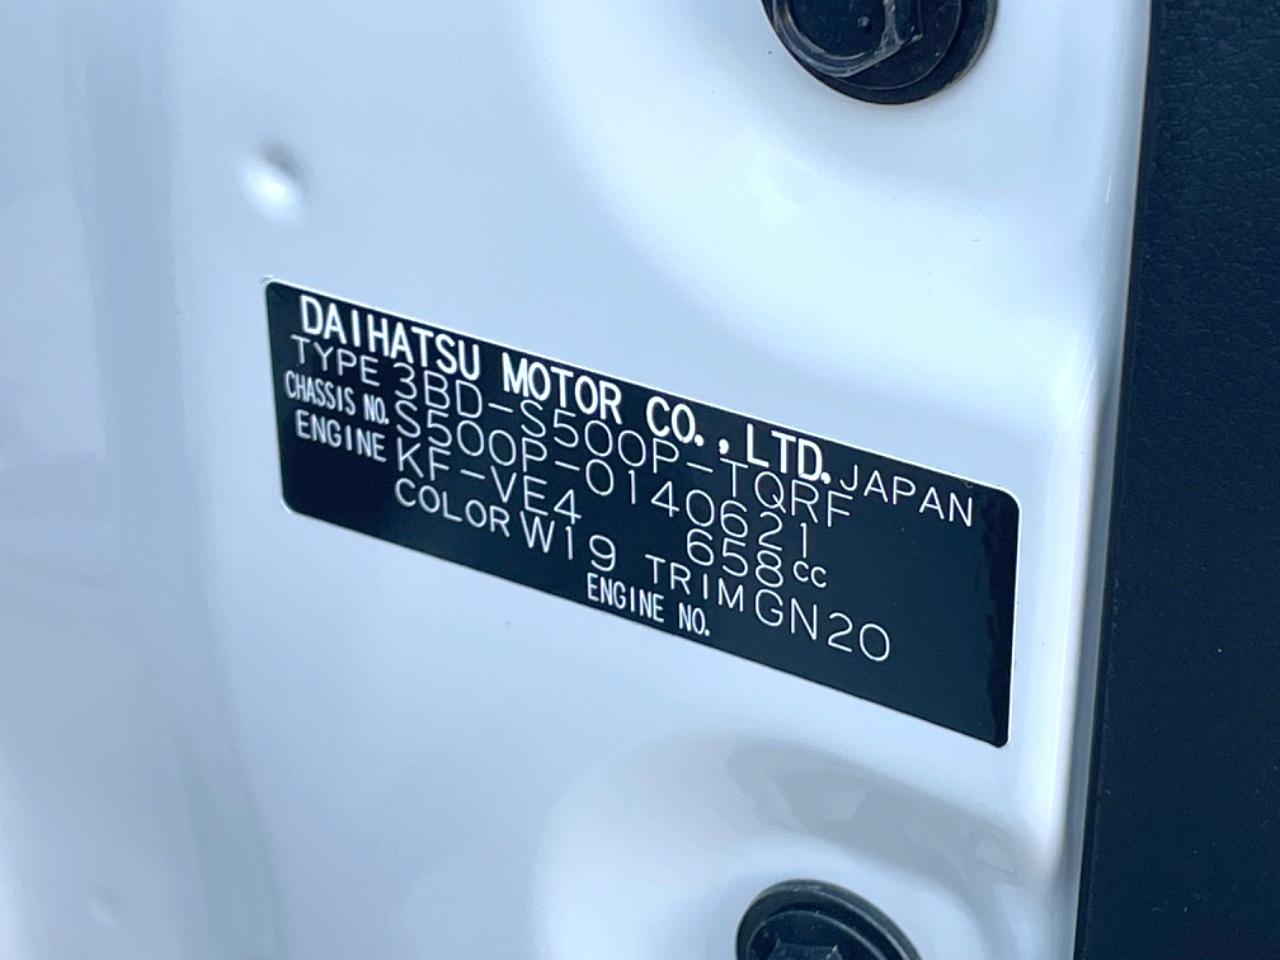 DAIHATSU MOTOR CO.,LTD. JAPAN
TYPE 3BD-S500P-TQRF
CHASSIS NO. S500P-0140621
ENGINE KF-VE4 658cc
COLOR W19 TRIM GN20
ENGINE NO.